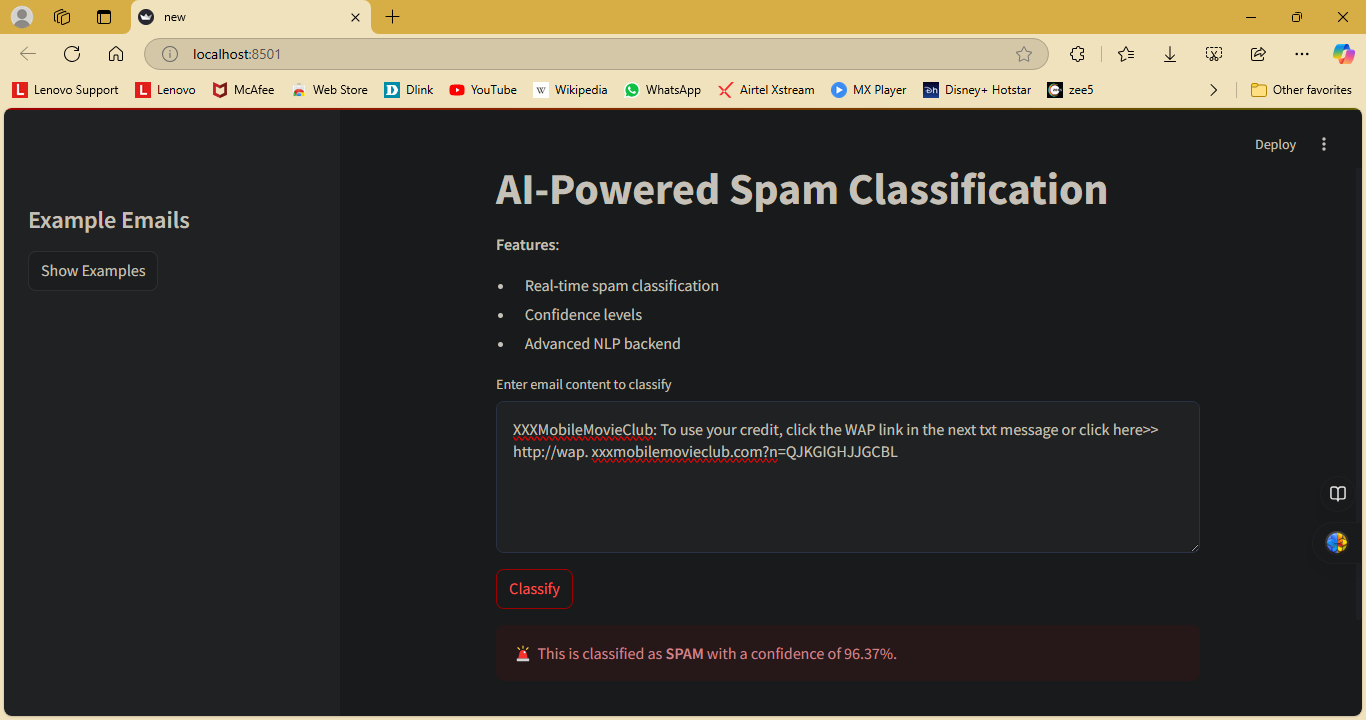 new
localhost:8501
Lenovo Support Lenovo McAfee Web Store Dlink YouTube Wikipedia WhatsApp Airtel Xstream MX Player Disney+ Hotstar zee5 Other favorites
Deploy
Example Emails
Show Examples
AI-Powered Spam Classification
Features:
• Real-time spam classification
• Confidence levels
• Advanced NLP backend
Enter email content to classify
XXXMobileMovieClub: To use your credit, click the WAP link in the next txt message or click here>>
http://wap. xxxmobilemovieclub.com?n=QJKGIGHJJGCBL
Classify
🚨 This is classified as SPAM with a confidence of 96.37%.